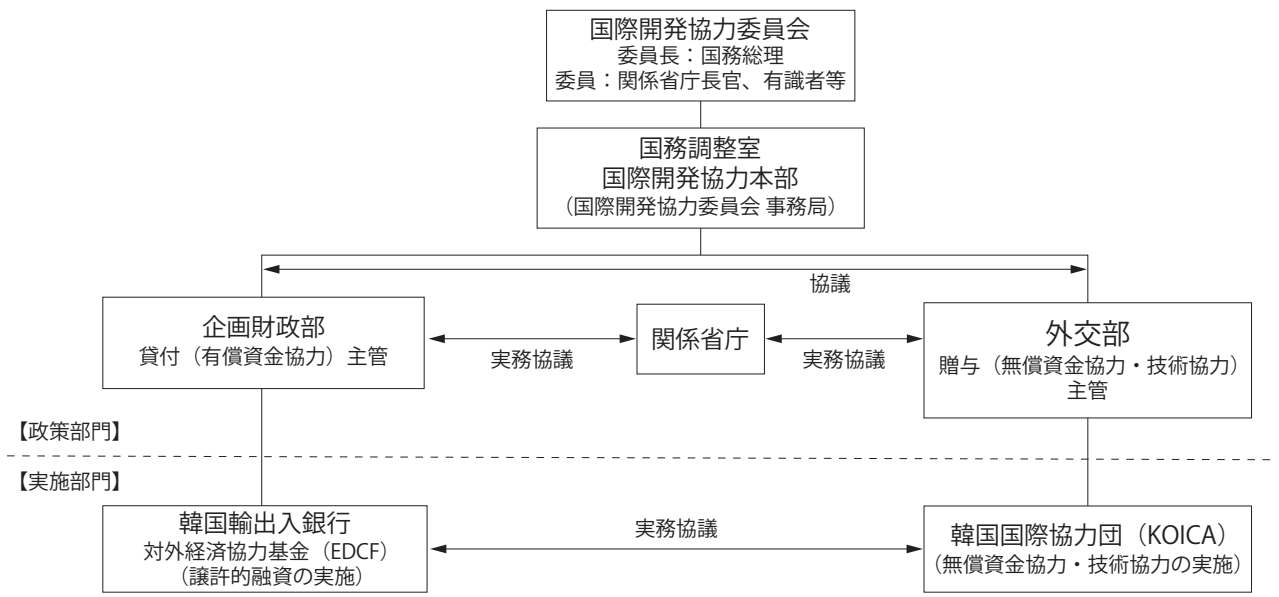 国際開発協力委員会
委員長：国務総理
委員：関係省庁長官、有識者等
国務調整室
国際開発協力本部
（国際開発協力委員会 事務局）
協議
企画財政部
貸付（有償資金協力）主管
実務協議
関係省庁
実務協議
外交部
贈与（無償資金協力・技術協力）
主管
【政策部門】
【実施部門】
韓国輸出入銀行
対外経済協力基金（EDCF）
（譲許的融資の実施）
実務協議
韓国国際協力団（KOICA）
（無償資金協力・技術協力の実施）